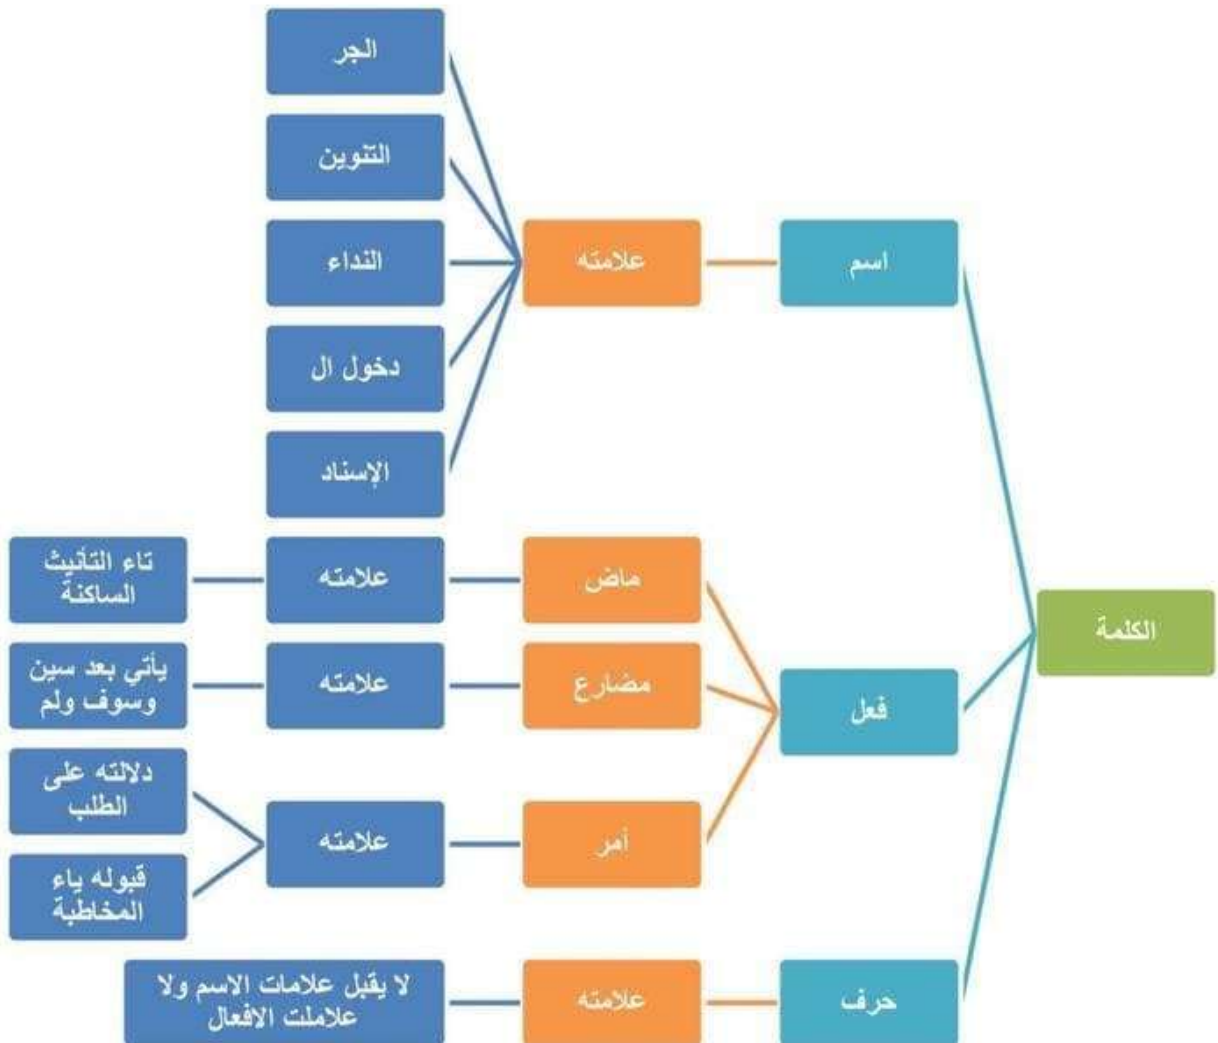 الكلمة
اسم
علامته
الجر
التنوين
النداء
دخول ال
الإسناد
فعل
ماض
علامته
تاء التأنيث
الساكنة
مضارع
علامته
يأتي بعد سين
وسوف ولم
أمر
علامته
دلالته على
الطلب
قبوله ياء
المخاطبة
حرف
علامته
لا يقبل علامات الاسم ولا
علاملت الافعال